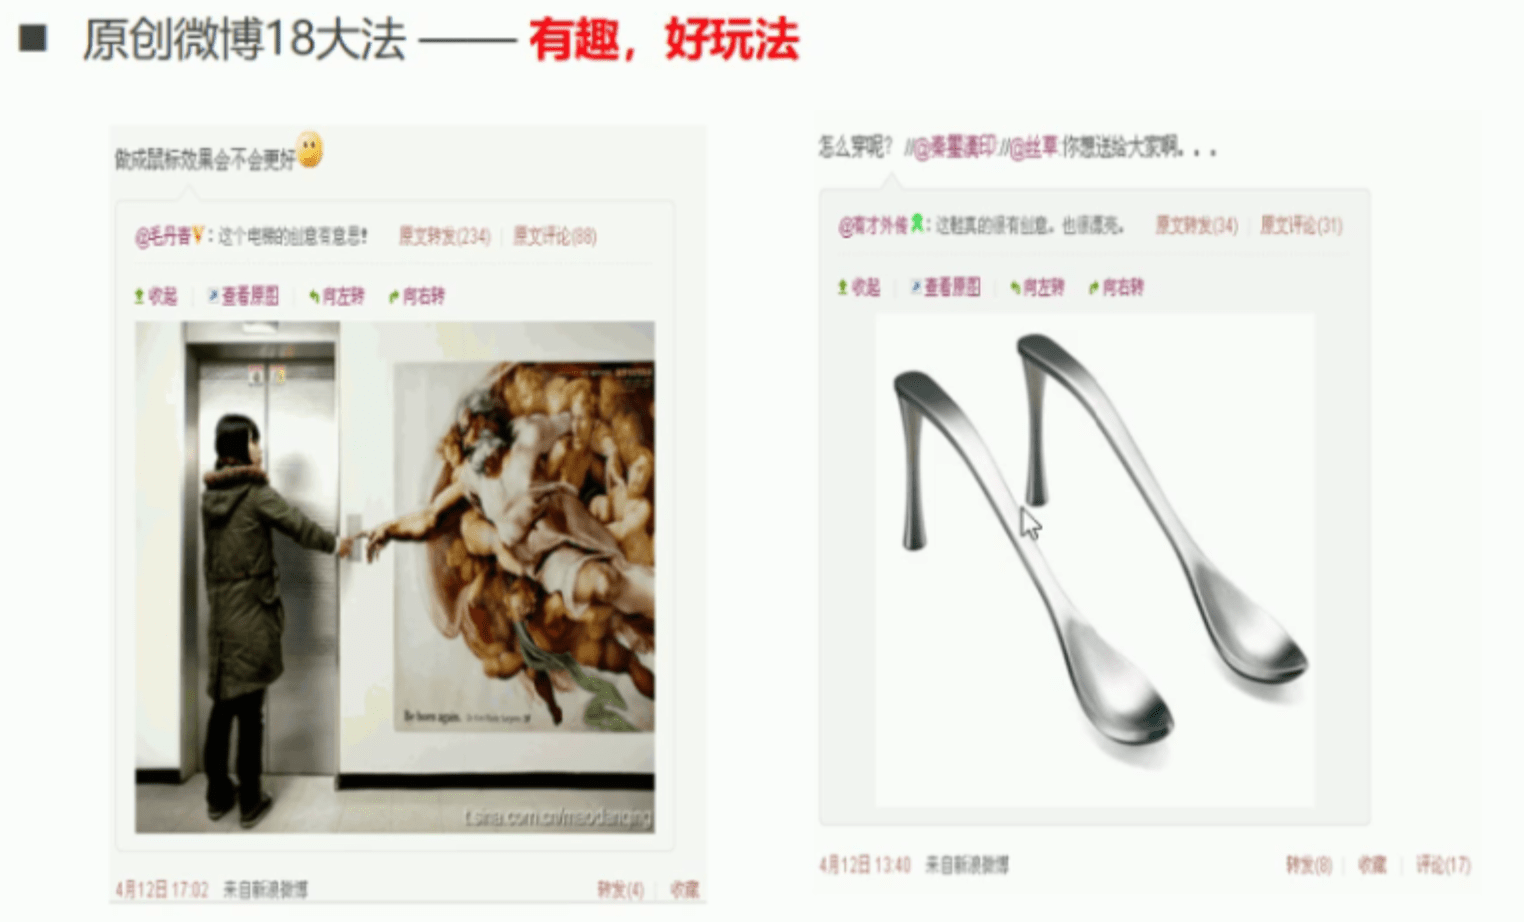 ■ 原创微博18大法 —— 有趣，好玩法
做成鼠标效果会不会更好
@毛丹青：这个电梯的创意有意思！ 原文转发(234) | 原文评论(88)
收起 | 查看原图 | 向左转 向右转
Be born again.
t.sina.com.cn/maodanqing
4月12日 17:02 来自新浪微博 转发(4) | 收藏
怎么穿呢？ //@秦璽漢印://@丝草:你想送给大家啊。。。
@有才外传：这鞋真的很有创意。也很漂亮。 原文转发(34) | 原文评论(31)
收起 | 查看原图 | 向左转 向右转
4月12日 13:40 来自新浪微博 转发(8) | 收藏 | 评论(17)